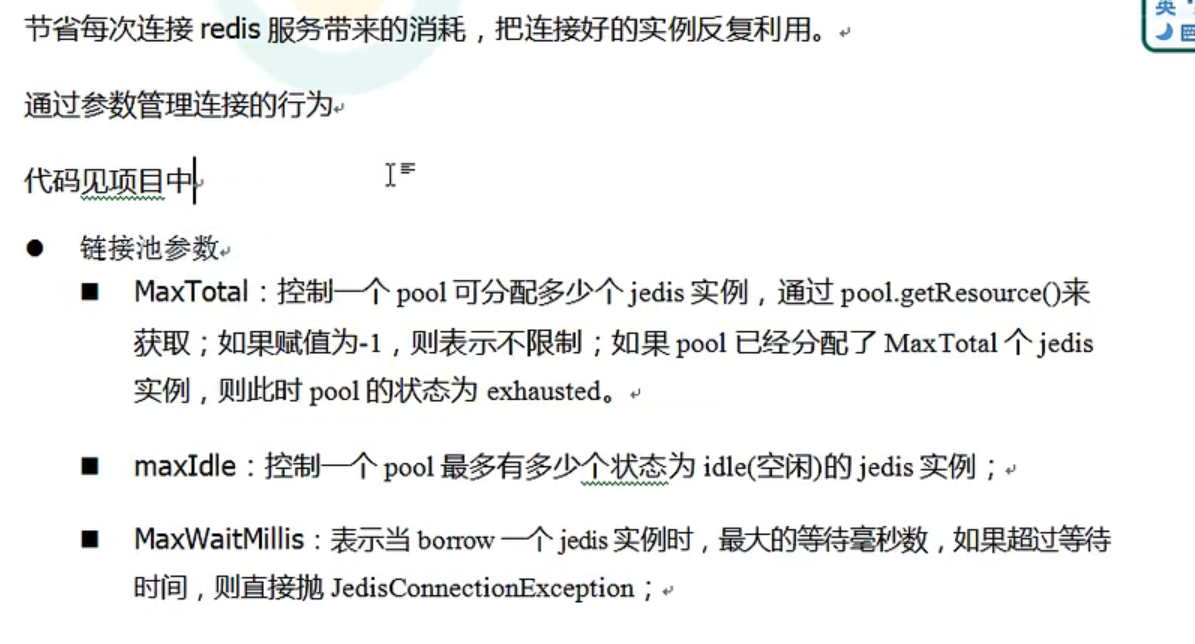 节省每次连接 redis 服务带来的消耗，把连接好的实例反复利用。
通过参数管理连接的行为
代码见项目中
● 链接池参数
■ MaxTotal：控制一个 pool 可分配多少个 jedis 实例，通过 pool.getResource()来
获取；如果赋值为-1，则表示不限制；如果 pool 已经分配了 MaxTotal 个 jedis
实例，则此时 pool 的状态为 exhausted。
■ maxIdle：控制一个 pool 最多有多少个状态为 idle(空闲)的 jedis 实例；
■ MaxWaitMillis：表示当 borrow 一个 jedis 实例时，最大的等待毫秒数，如果超过等待
时间，则直接抛 JedisConnectionException；
英